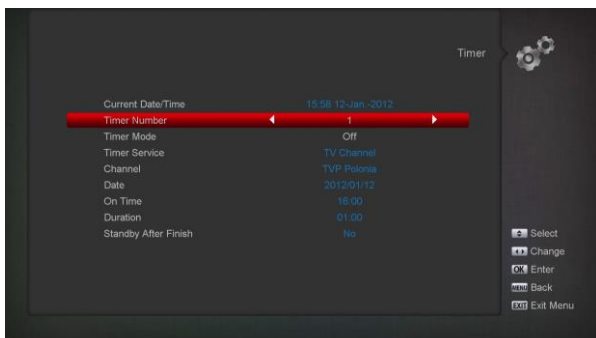 Timer
Current Date/Time 15:58 12-Jan.-2012
Timer Number 1
Timer Mode Off
Timer Service TV Channel
Channel TVP Polonia
Date 2012/01/12
On Time 16:00
Duration 01:00
Standby After Finish No
Select
Change
OK Enter
MENU Back
EXIT Exit Menu